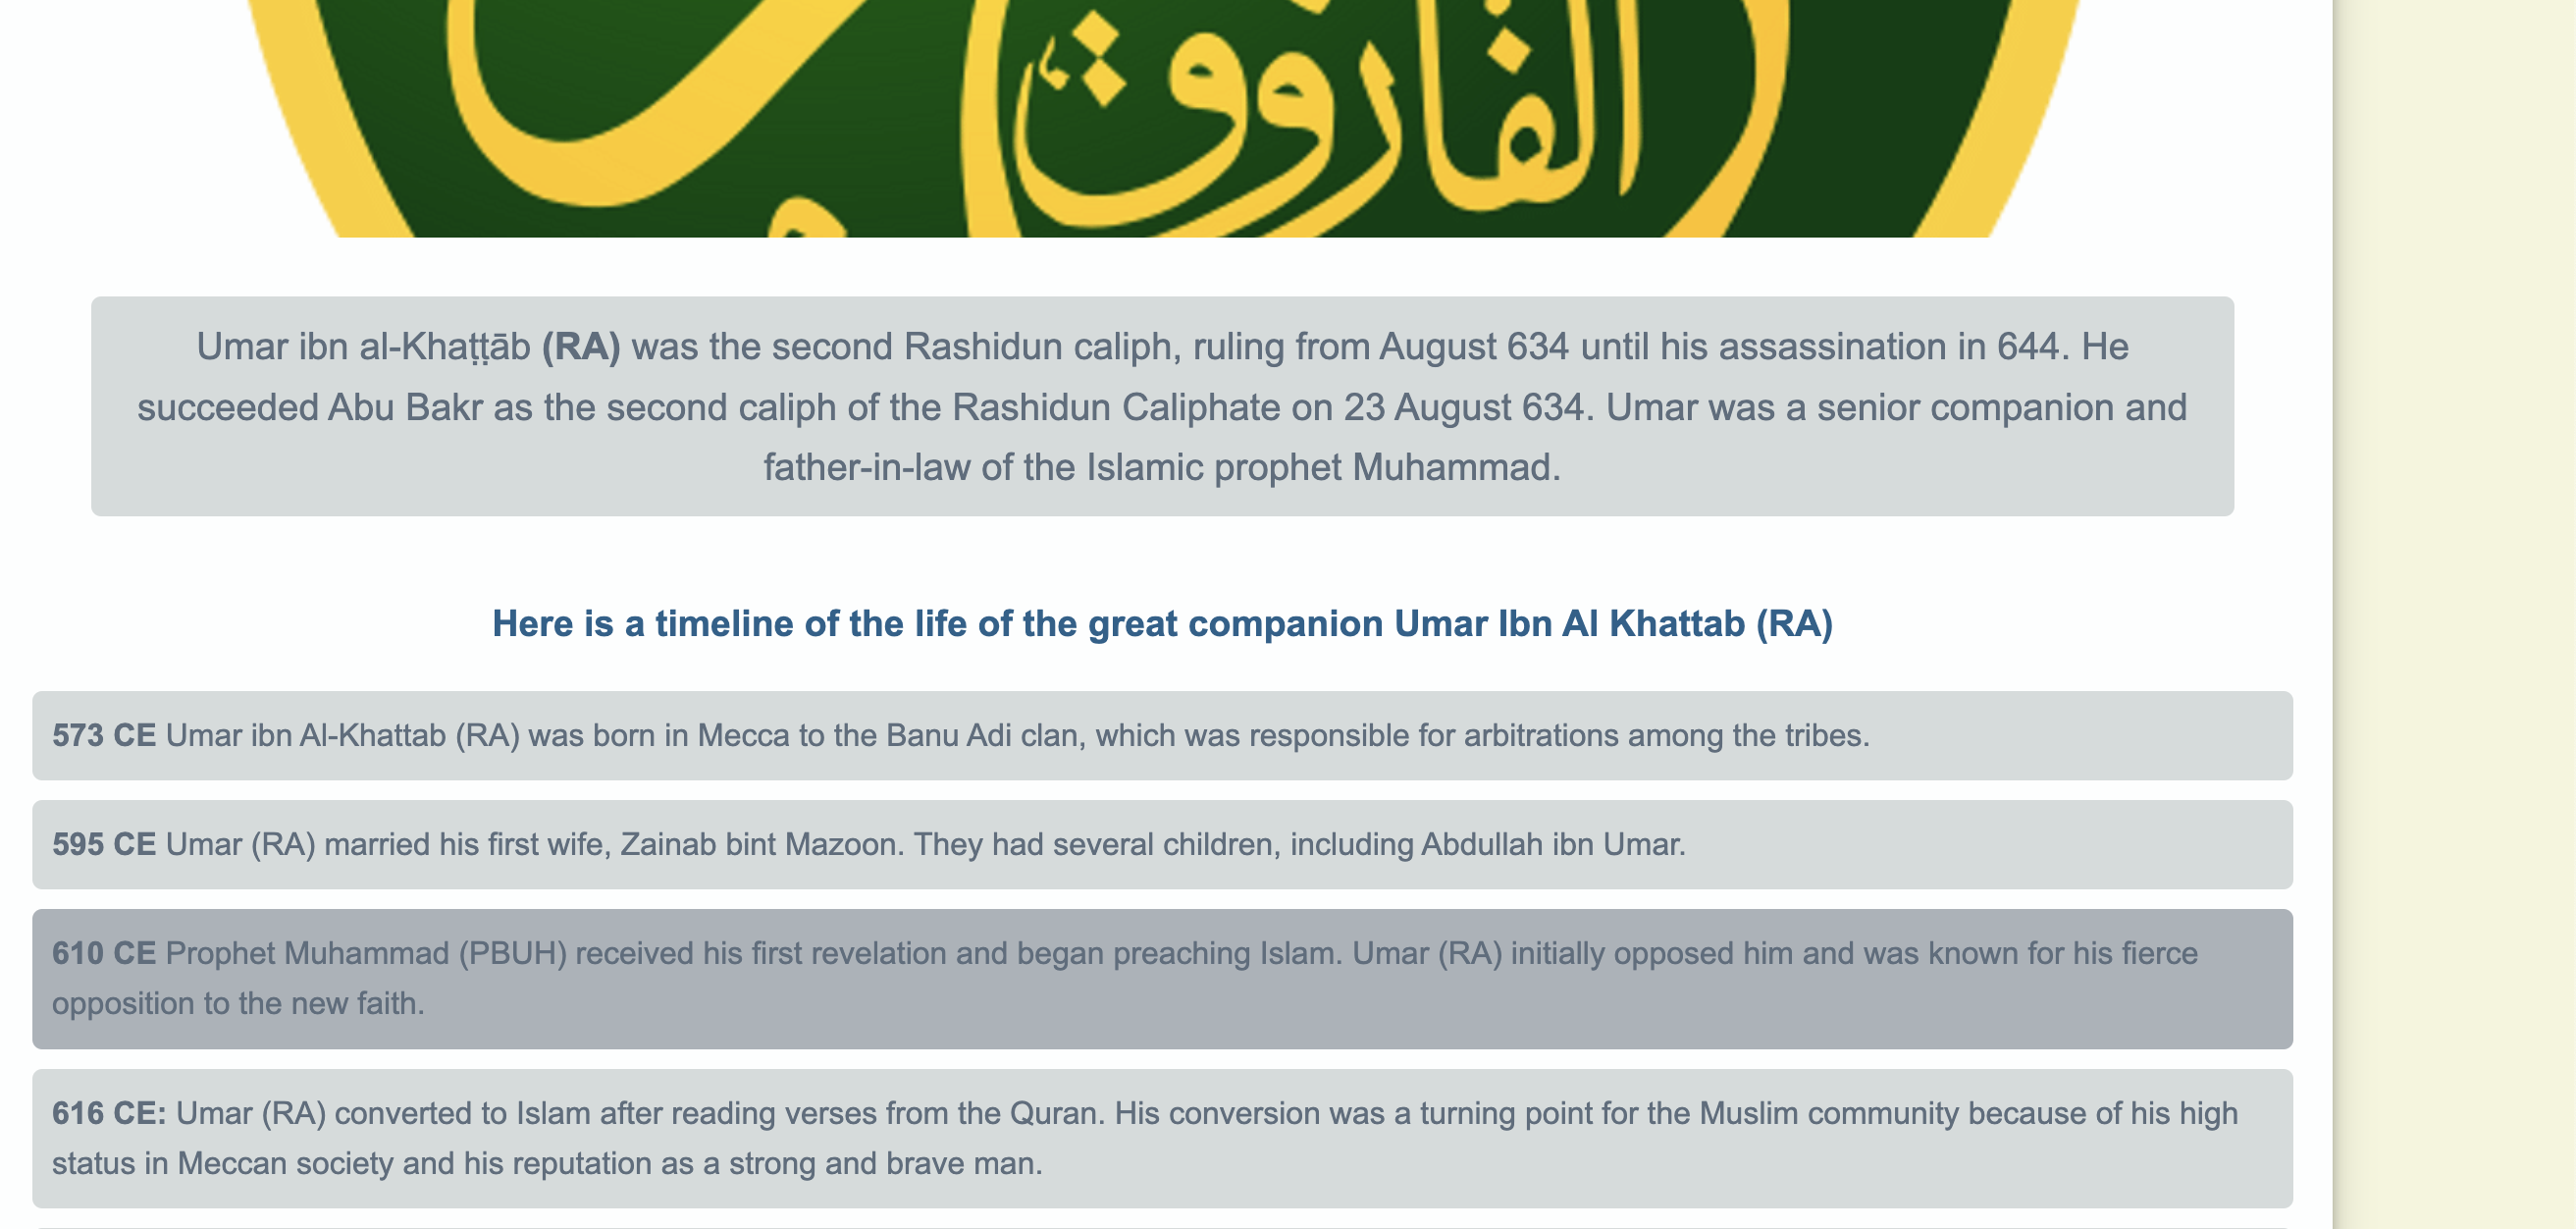 الفاروق
Umar ibn al-Khaṭṭāb (RA) was the second Rashidun caliph, ruling from August 634 until his assassination in 644. He
succeeded Abu Bakr as the second caliph of the Rashidun Caliphate on 23 August 634. Umar was a senior companion and
father-in-law of the Islamic prophet Muhammad.
Here is a timeline of the life of the great companion Umar Ibn Al Khattab (RA)
573 CE Umar ibn Al-Khattab (RA) was born in Mecca to the Banu Adi clan, which was responsible for arbitrations among the tribes.
595 CE Umar (RA) married his first wife, Zainab bint Mazoon. They had several children, including Abdullah ibn Umar.
610 CE Prophet Muhammad (PBUH) received his first revelation and began preaching Islam. Umar (RA) initially opposed him and was known for his fierce
opposition to the new faith.
616 CE: Umar (RA) converted to Islam after reading verses from the Quran. His conversion was a turning point for the Muslim community because of his high
status in Meccan society and his reputation as a strong and brave man.